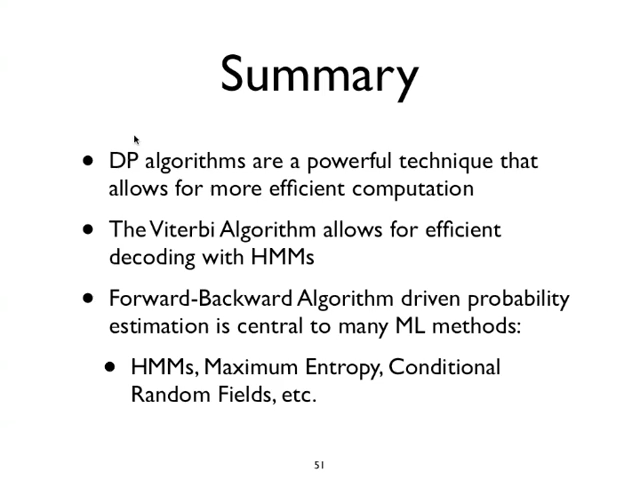 Summary
• DP algorithms are a powerful technique that
allows for more efficient computation
• The Viterbi Algorithm allows for efficient
decoding with HMMs
• Forward-Backward Algorithm driven probability
estimation is central to many ML methods:
• HMMs, Maximum Entropy, Conditional
Random Fields, etc.
51